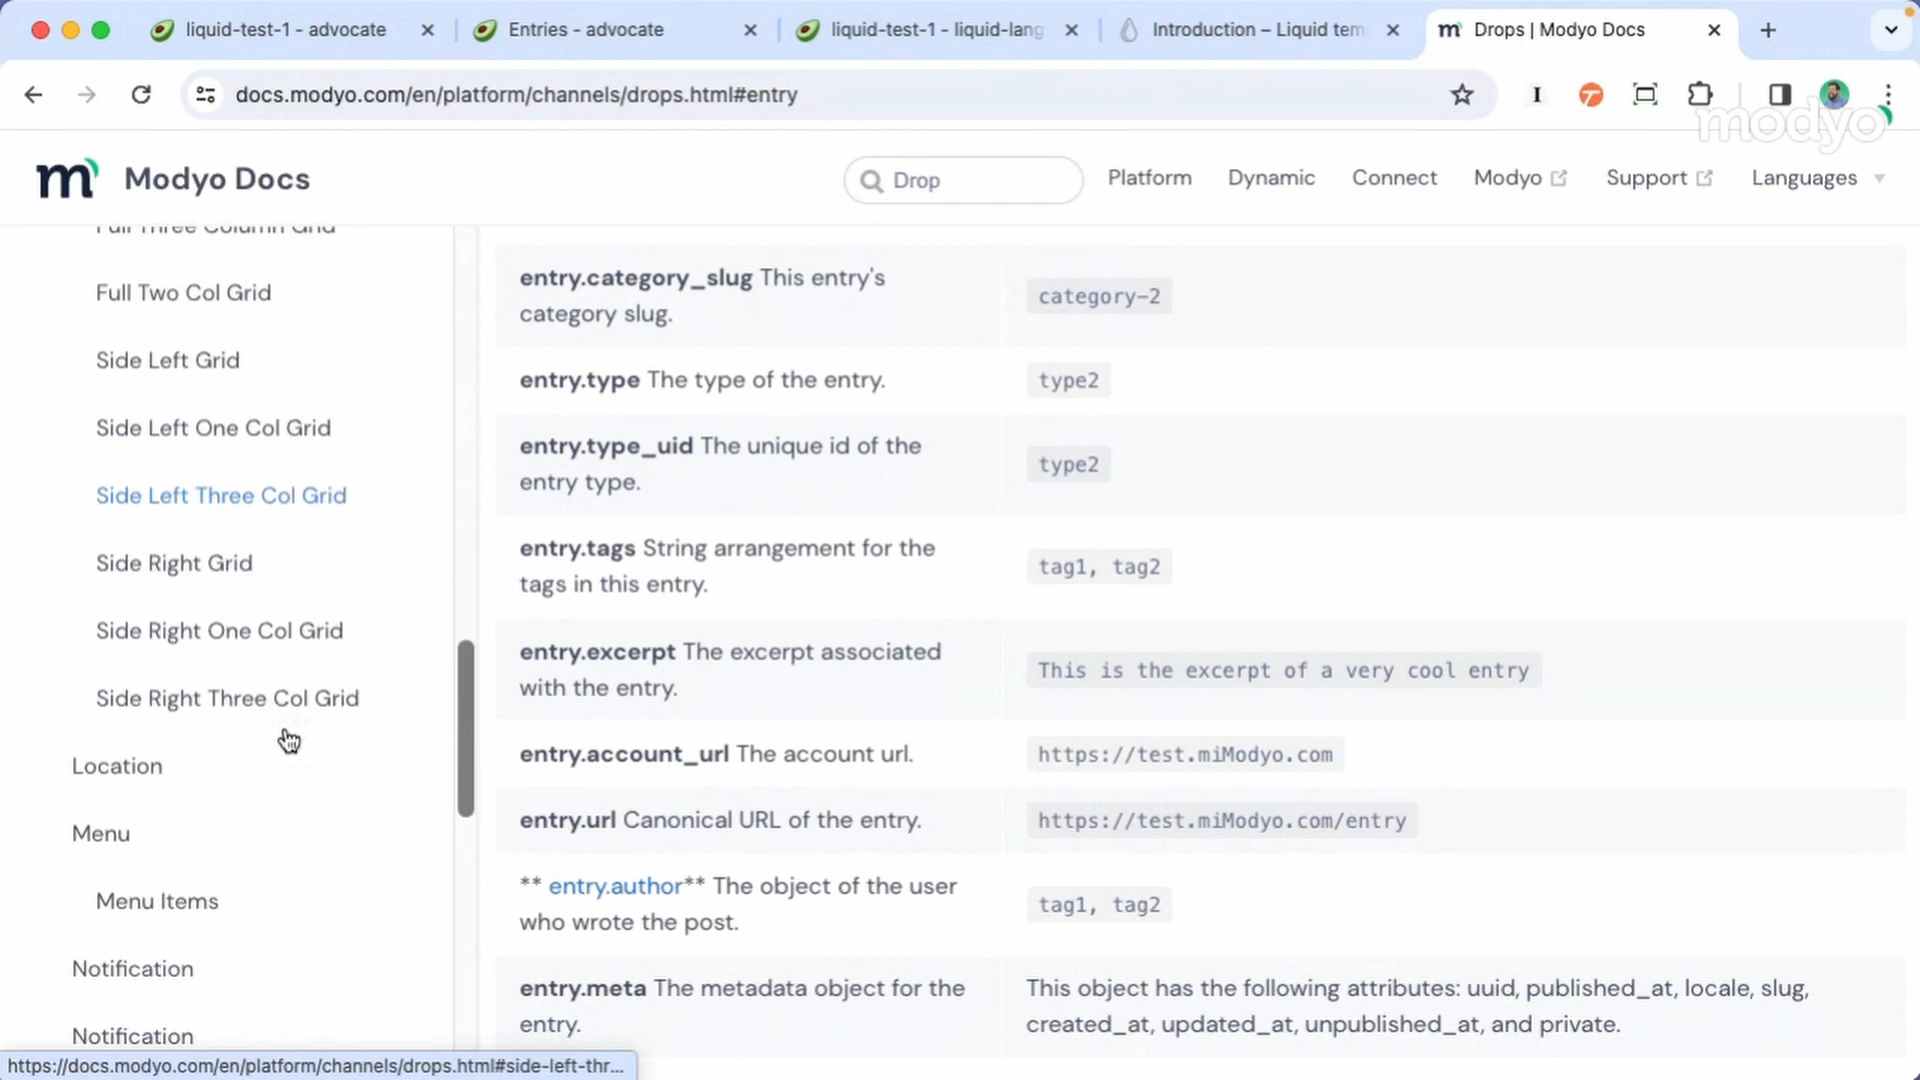 liquid-test-1 - advocate
Entries - advocate
liquid-test-1 - liquid-lang
Introduction – Liquid tem
Drops | Modyo Docs
docs.modyo.com/en/platform/channels/drops.html#entry
modyo
m
Modyo Docs
Drop
Platform
Dynamic
Connect
Modyo
Support
Languages
Full Three Column Grid
Full Two Col Grid
Side Left Grid
Side Left One Col Grid
Side Left Three Col Grid
Side Right Grid
Side Right One Col Grid
Side Right Three Col Grid
Location
Menu
Menu Items
Notification
Notification
entry.category_slug This entry's
category slug.
category-2
entry.type The type of the entry.
type2
entry.type_uid The unique id of the
entry type.
type2
entry.tags String arrangement for the
tags in this entry.
tag1, tag2
entry.excerpt The excerpt associated
with the entry.
This is the excerpt of a very cool entry
entry.account_url The account url.
https://test.miModyo.com
entry.url Canonical URL of the entry.
https://test.miModyo.com/entry
** entry.author** The object of the user
who wrote the post.
tag1, tag2
entry.meta The metadata object for the
entry.
This object has the following attributes: uuid, published_at, locale, slug,
created_at, updated_at, unpublished_at, and private.
https://docs.modyo.com/en/platform/channels/drops.html#side-left-thr...